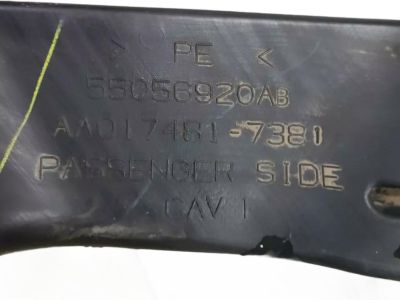 > PE <
55056920AB
AA017481-7381
PASSENGER SIDE
CAV 1